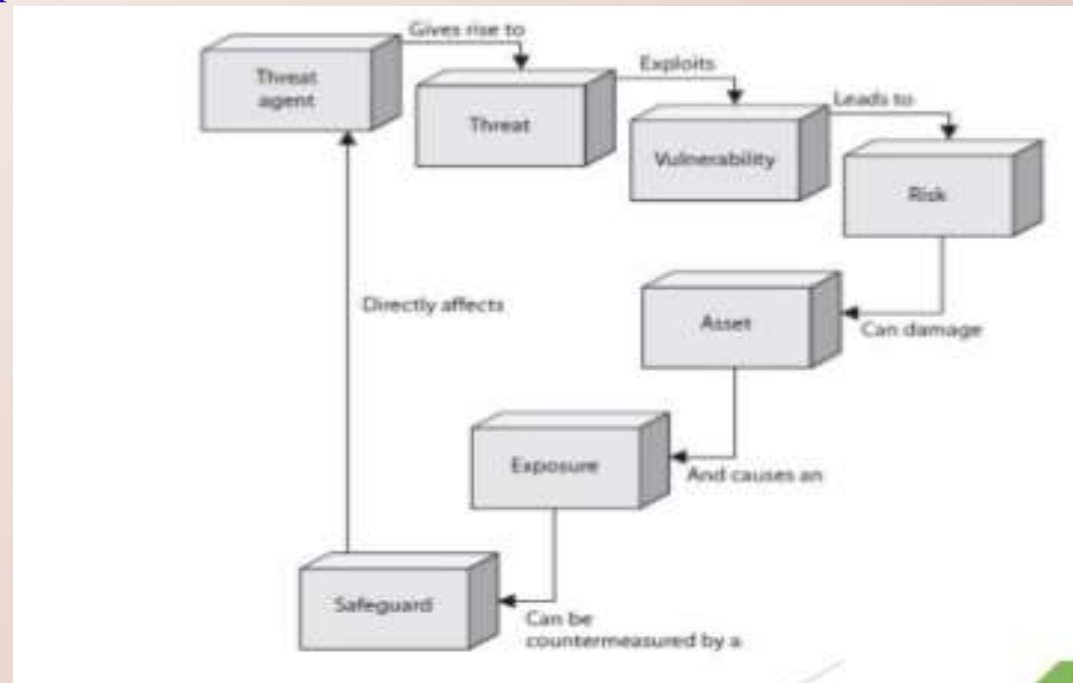 Gives rise to
Threat
agent
Exploits
Threat
Leads to
Vulnerability
Risk
Directly affects
Asset
Can damage
Exposure
And causes an
Safeguard
Can be
countermeasured by a